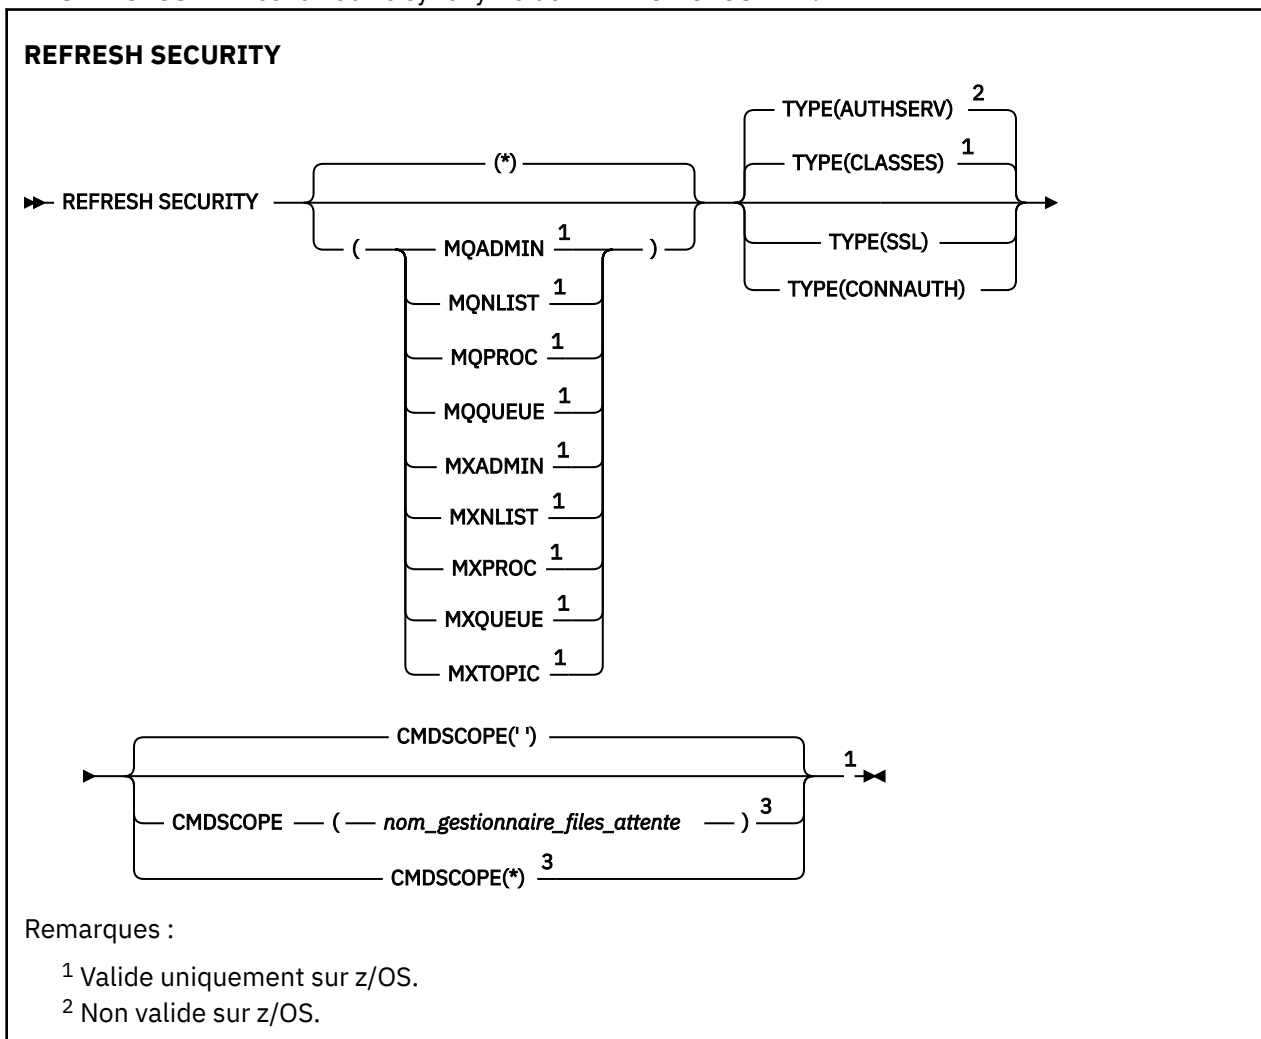 REFRESH SECURITY
TYPE(AUTHSERV) 2
(*) TYPE(CLASSES) 1
REFRESH SECURITY
( MQADMIN 1 ) TYPE(SSL)
MQNLIST 1 TYPE(CONNAUTH)
MQPROC 1
MQQUEUE 1
MXADMIN 1
MXNLIST 1
MXPROC 1
MXQUEUE 1
MXTOPIC 1
CMDSCOPE(' ')
1
CMDSCOPE ( nom_gestionnaire_files_attente ) 3
CMDSCOPE(*) 3
Remarques :
1 Valide uniquement sur z/OS.
2 Non valide sur z/OS.